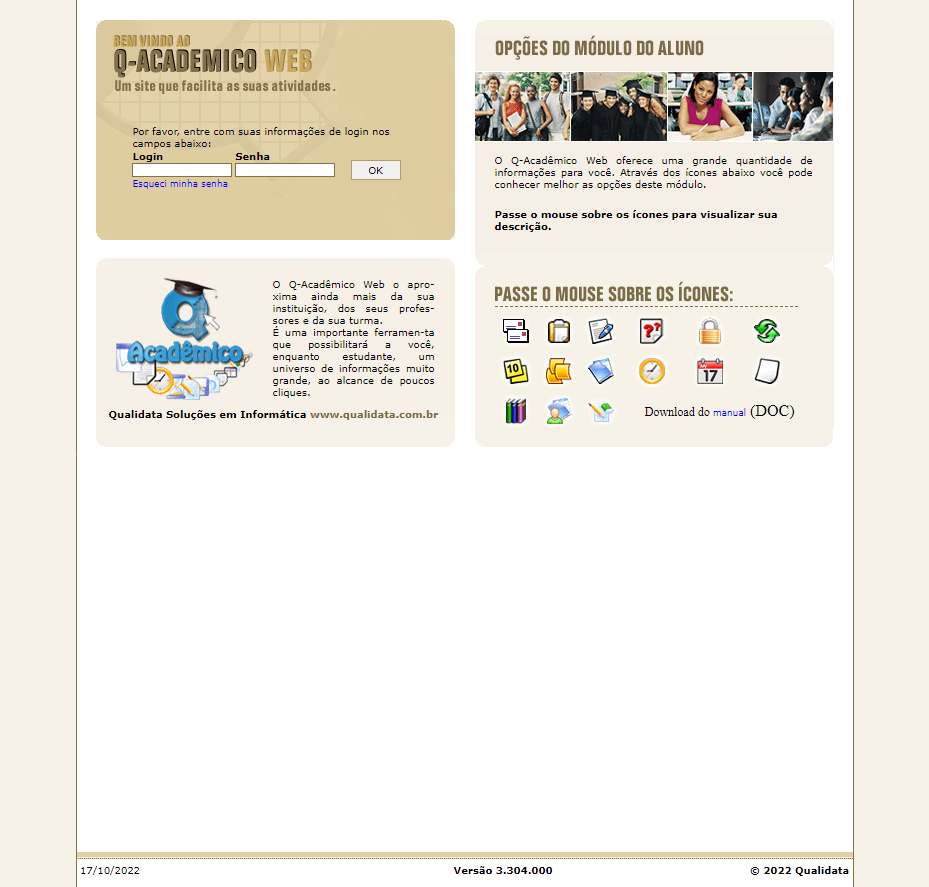 BEM VINDO AO
Q-ACADEMICO WEB
Um site que facilita as suas atividades.
Por favor, entre com suas informações de login nos
campos abaixo:
Login Senha
OK
Esqueci minha senha
OPÇÕES DO MÓDULO DO ALUNO
O Q-Acadêmico Web oferece uma grande quantidade de
informações para você. Através dos ícones abaixo você pode
conhecer melhor as opções deste módulo.
Passe o mouse sobre os ícones para visualizar sua
descrição.
Q
Acadêmico
O Q-Acadêmico Web o apro-
xima ainda mais da sua
instituição, dos seus profes-
sores e da sua turma.
É uma importante ferramen-ta
que possibilitará a você,
enquanto estudante, um
universo de informações muito
grande, ao alcance de poucos
cliques.
Qualidata Soluções em Informática www.qualidata.com.br
PASSE O MOUSE SOBRE OS ÍCONES:
??
10
17
Download do manual (DOC)
17/10/2022
Versão 3.304.000
© 2022 Qualidata